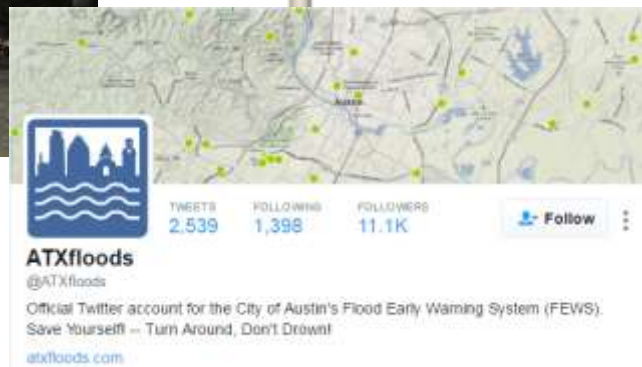 Austin
TWEETS FOLLOWING FOLLOWERS
2,539 1,398 11.1K
Follow
ATXfloods
@ATXfloods
Official Twitter account for the City of Austin's Flood Early Warning System (FEWS).
Save Yourself! -- Turn Around, Don't Drown!
atxfloods.com